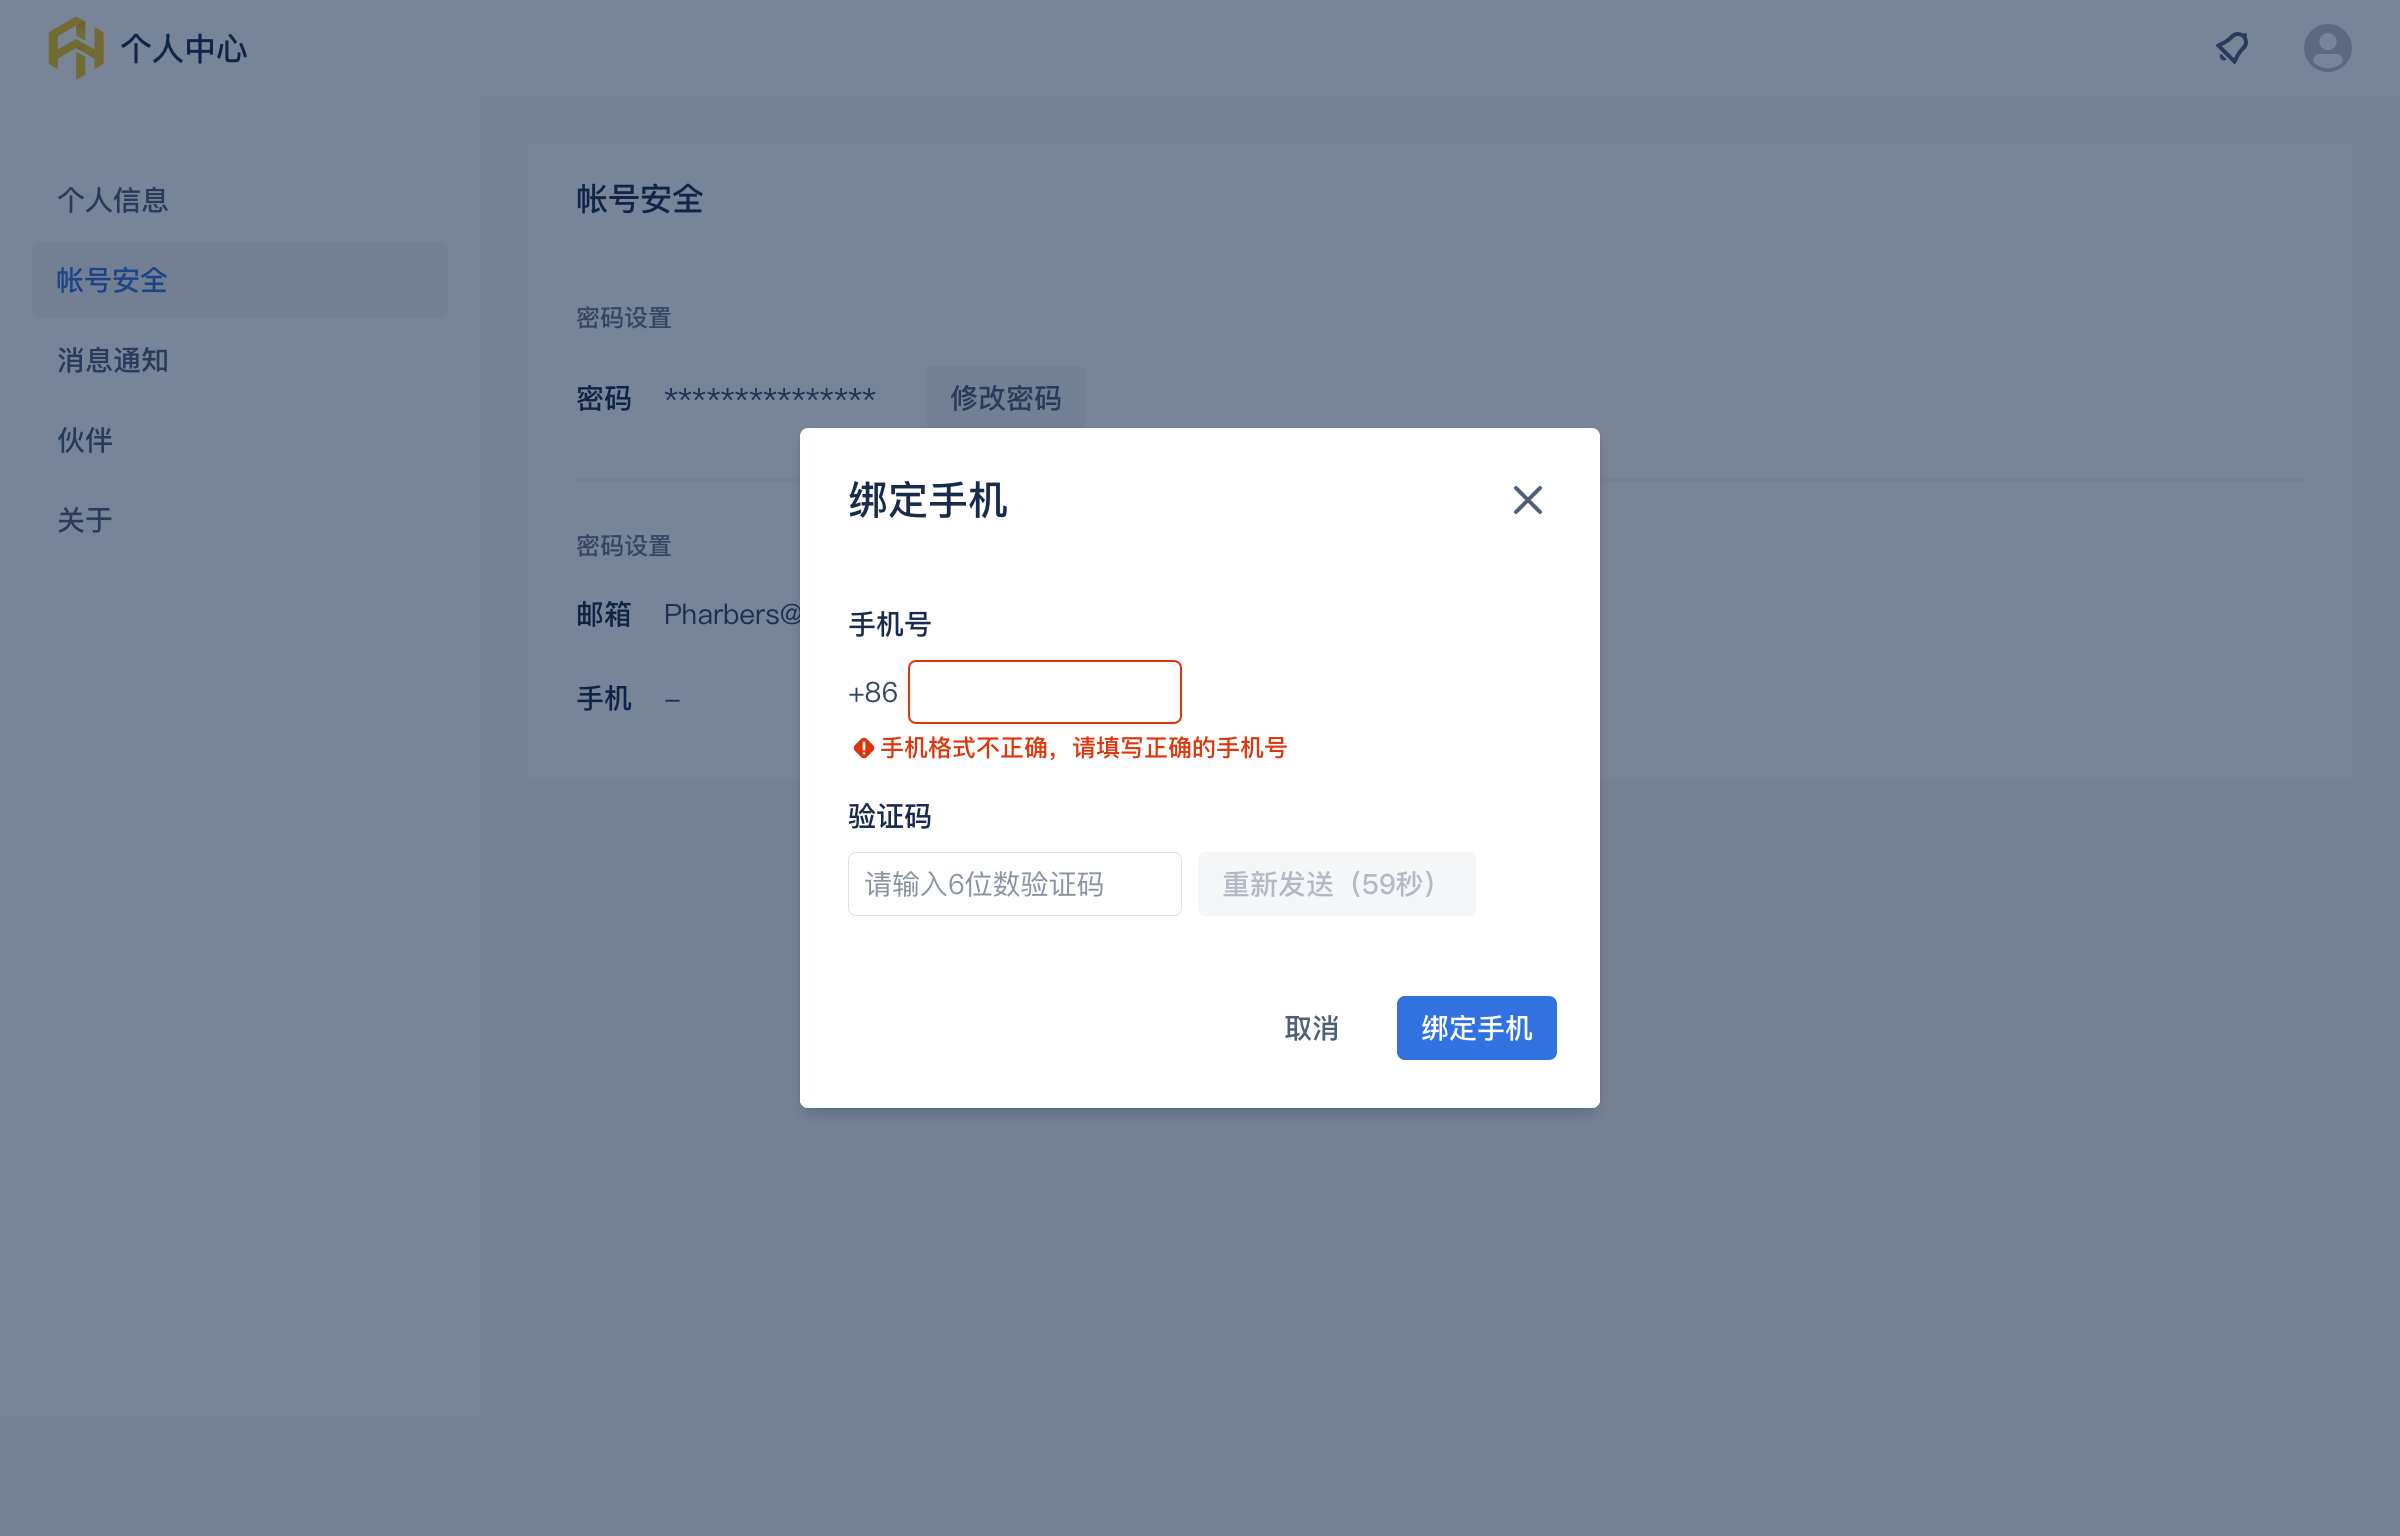 个人中心
个人信息
帐号安全
消息通知
伙伴
关于
帐号安全
密码设置
密码 *************** 修改密码
密码设置
邮箱 Pharbers@
手机 –
绑定手机
手机号
+86
手机格式不正确，请填写正确的手机号
验证码
请输入6位数验证码 重新发送（59秒）
取消 绑定手机